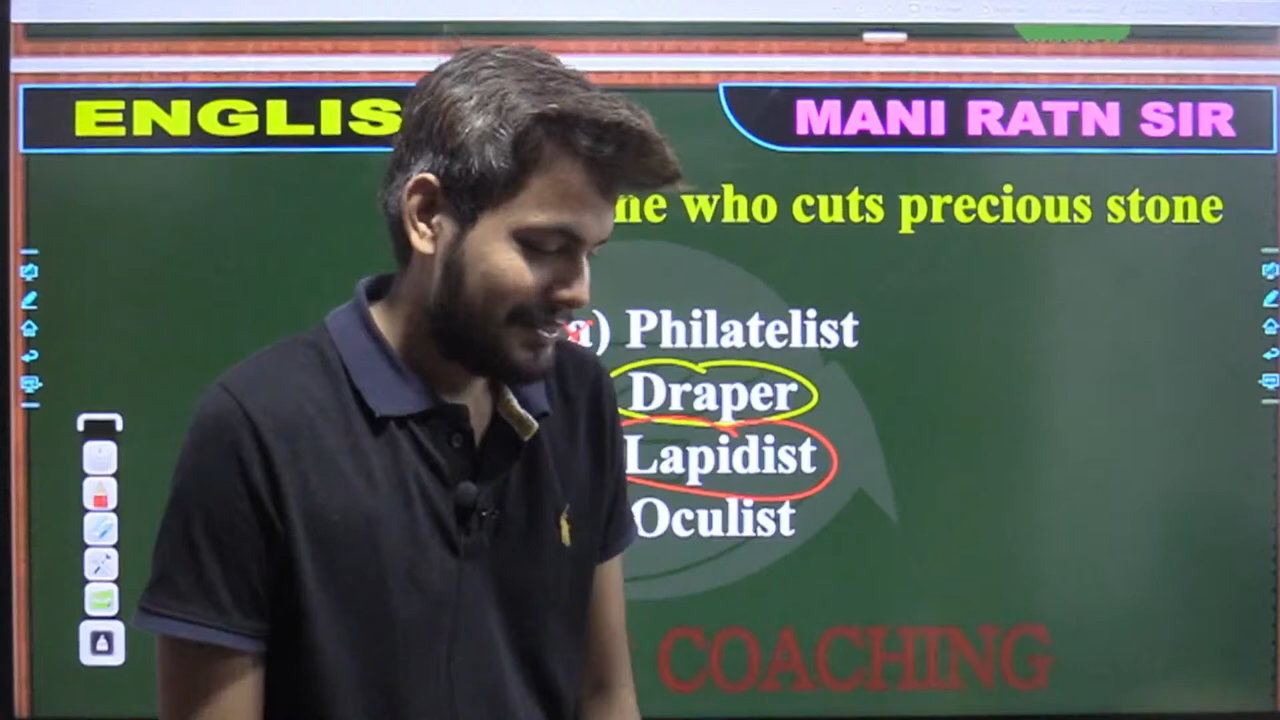 ENGLIS
MANI RATN SIR
ne who cuts precious stone
a) Philatelist
Draper
Lapidist
Oculist
COACHING